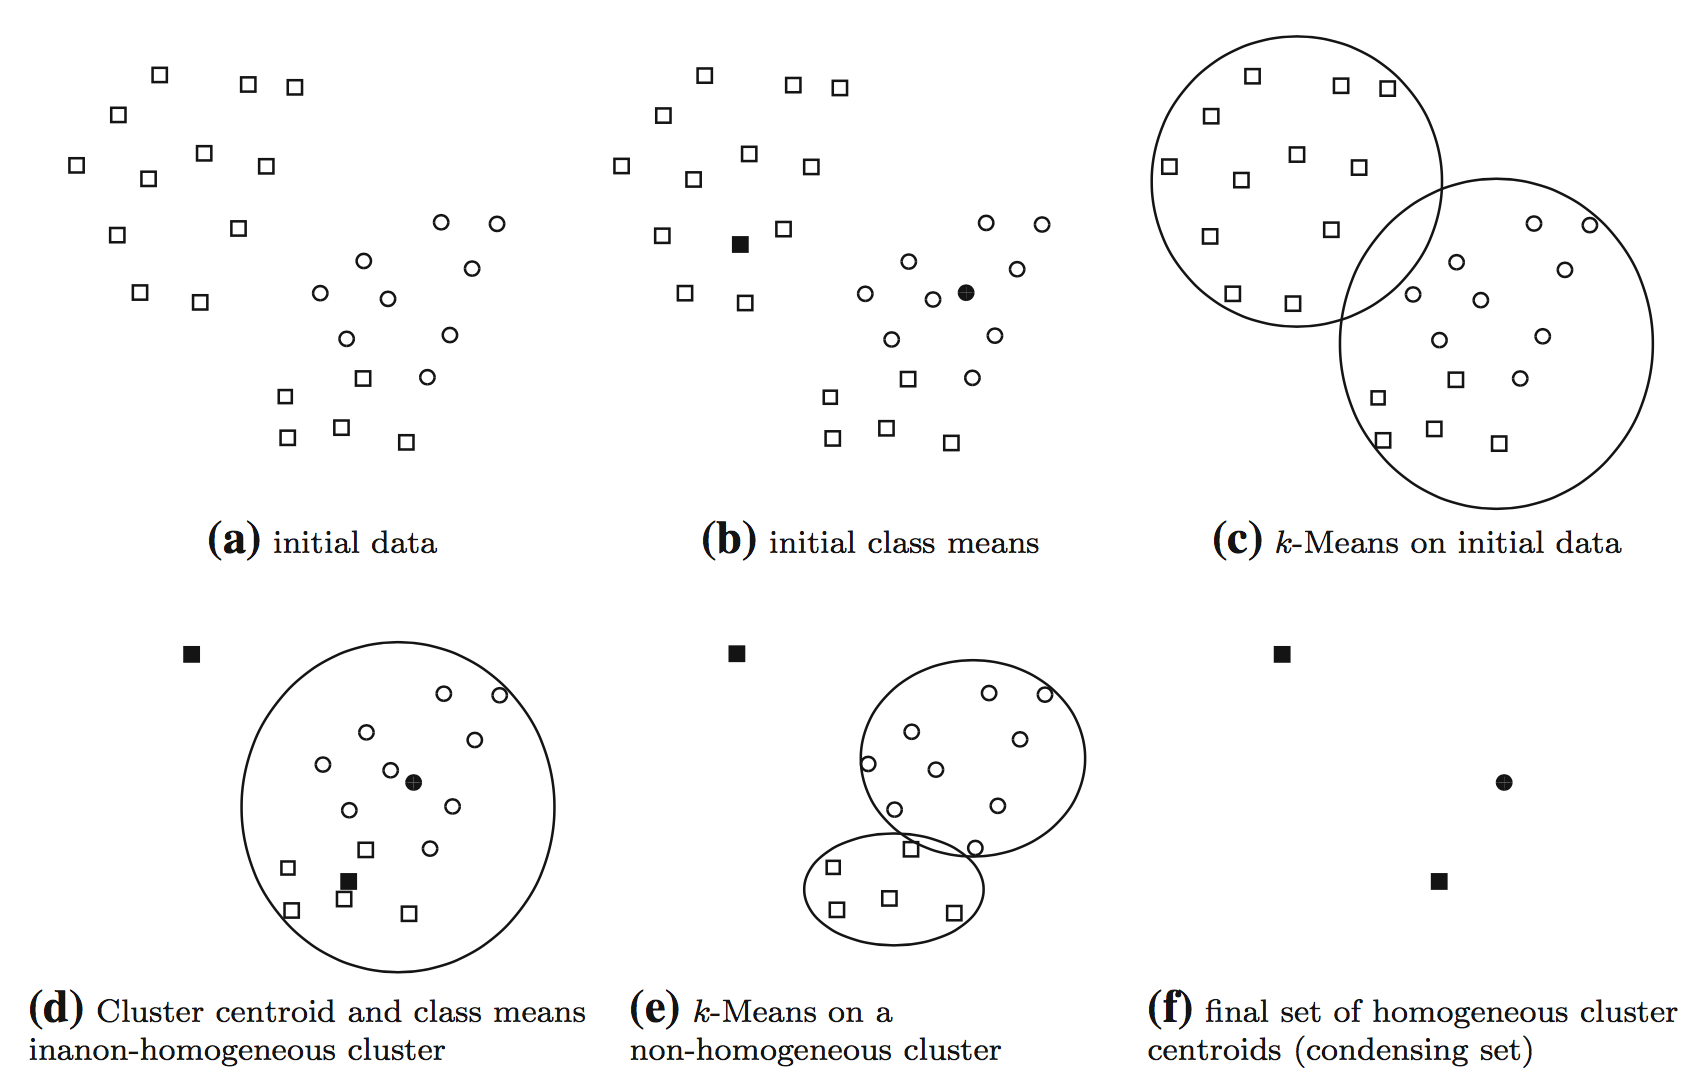 (a) initial data
(b) initial class means
(c) k-Means on initial data
(d) Cluster centroid and class means
inanon-homogeneous cluster
(e) k-Means on a
non-homogeneous cluster
(f) final set of homogeneous cluster
centroids (condensing set)